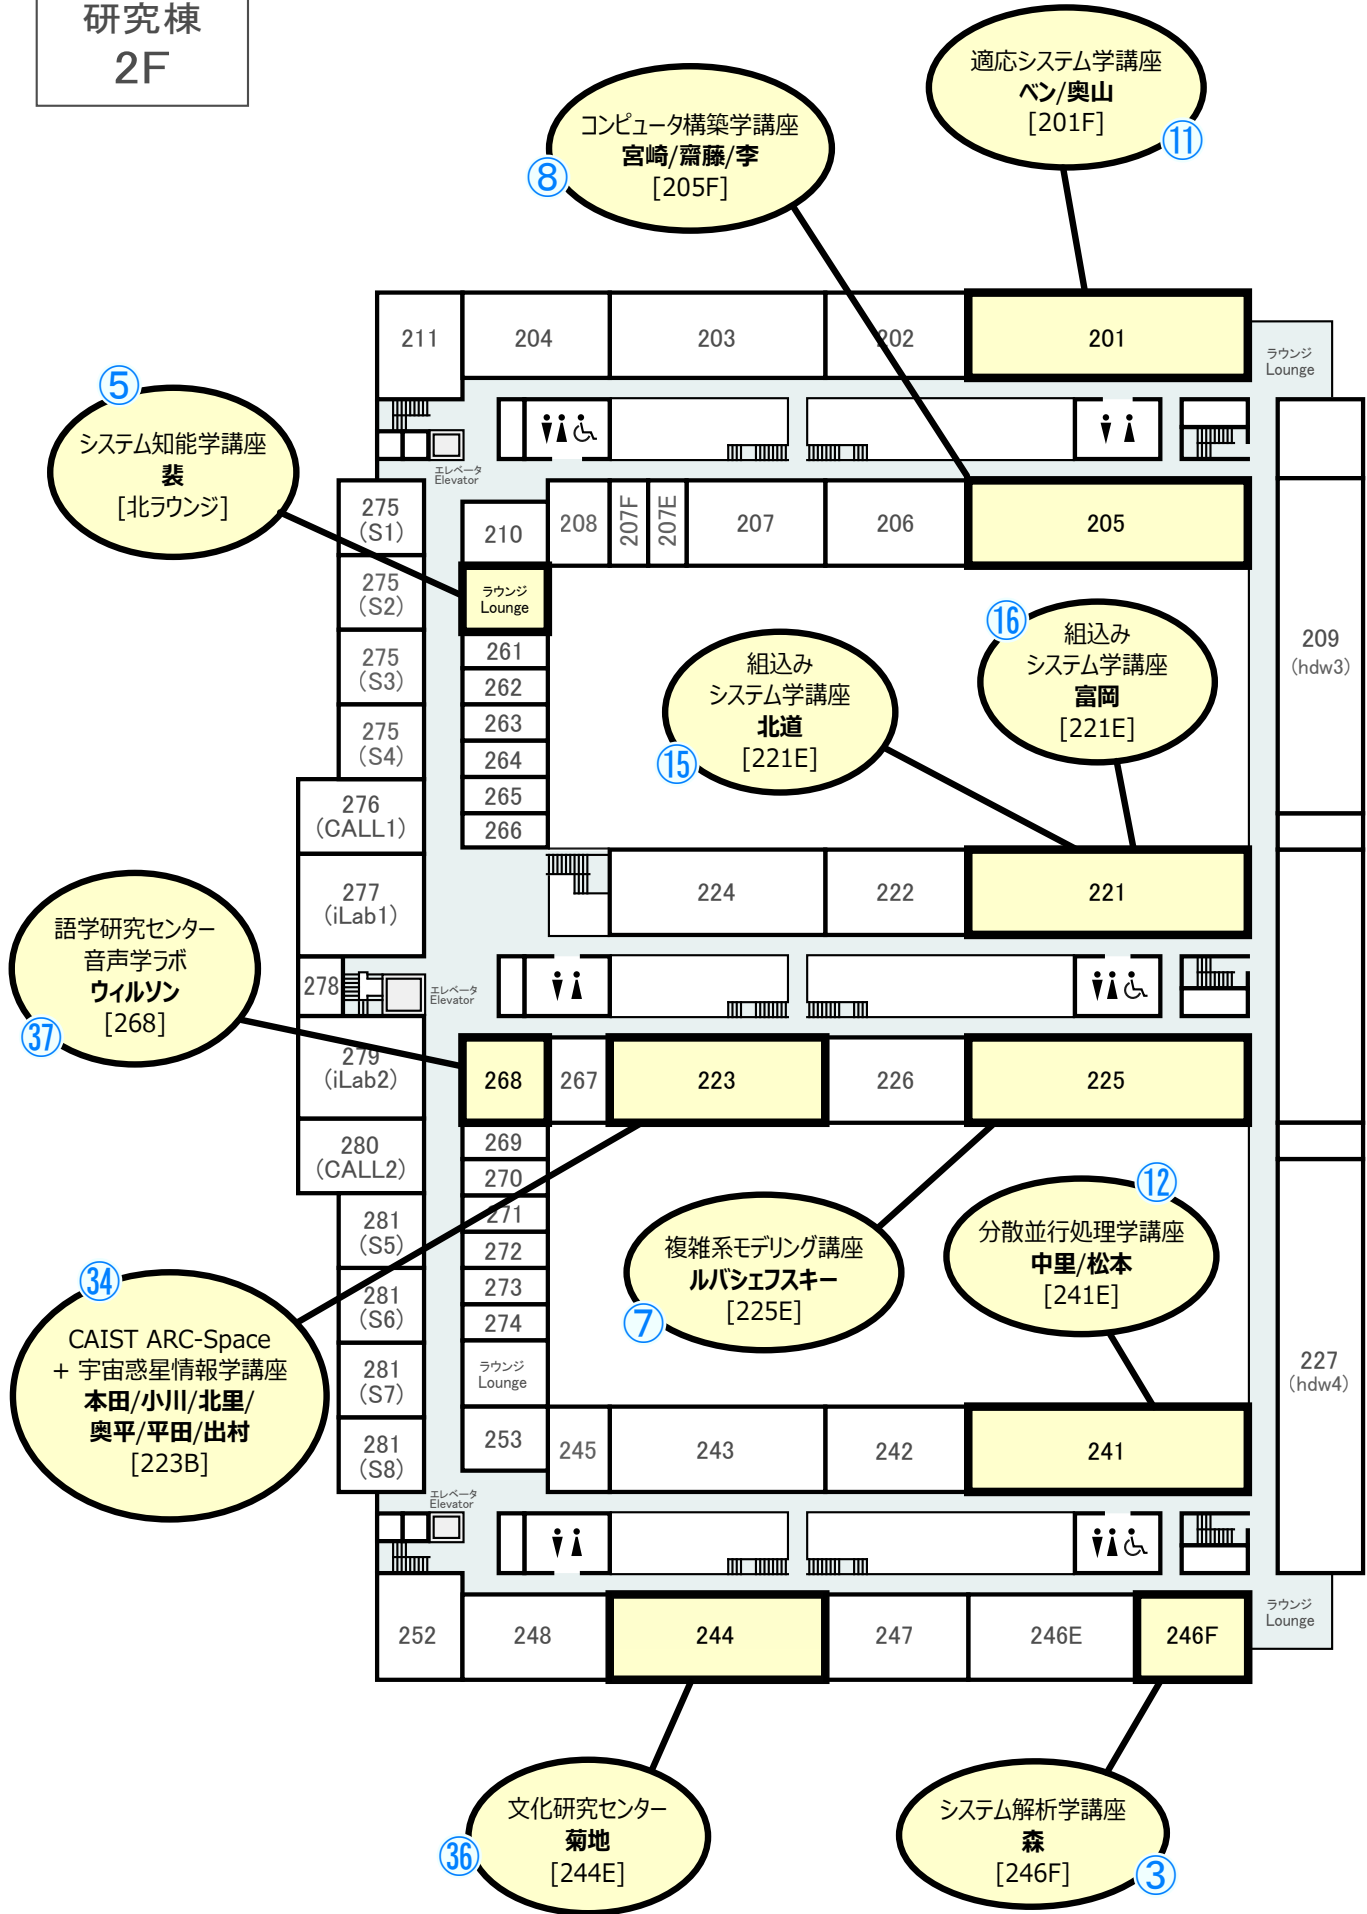 研究棟
2F
適応システム学講座
ベン/奥山
[201F]
⑪
コンピュータ構築学講座
宮崎/齋藤/李
[205F]
⑧
211
204
203
202
201
ラウンジ
Lounge
⑤
システム知能学講座
裴
[北ラウンジ]
エレベータ
Elevator
275
(S1)
210
208
207F
207E
207
206
205
275
(S2)
ラウンジ
Lounge
275
(S3)
261
262
263
264
265
266
275
(S4)
276
(CALL1)
277
(iLab1)
⑯
組込み
システム学講座
富岡
[221E]
組込み
システム学講座
北道
[221E]
⑮
209
(hdw3)
224
222
221
語学研究センター
音声学ラボ
ウィルソン
[268]
㊲
278
エレベータ
Elevator
279
(iLab2)
268
267
223
226
225
280
(CALL2)
269
270
271
272
273
274
ラウンジ
Lounge
281
(S5)
281
(S6)
281
(S7)
281
(S8)
⑫
分散並行処理学講座
中里/松本
[241E]
複雑系モデリング講座
ルバシェフスキー
[225E]
⑦
㉞
CAIST ARC-Space
+ 宇宙惑星情報学講座
本田/小川/北里/
奥平/平田/出村
[223B]
227
(hdw4)
253
245
243
242
241
エレベータ
Elevator
252
248
244
247
246E
246F
ラウンジ
Lounge
文化研究センター
菊地
[244E]
㊱
システム解析学講座
森
[246F]
③